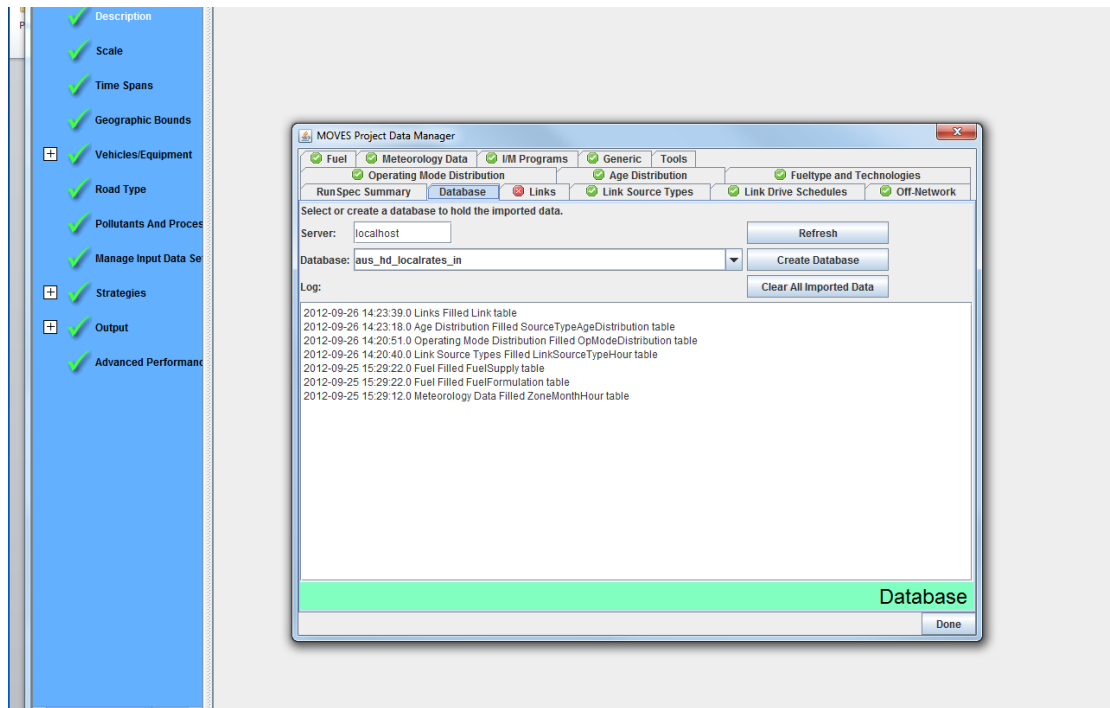 P
Description
Scale
Time Spans
Geographic Bounds
Vehicles/Equipment
Road Type
Pollutants And Proces
Manage Input Data Se
Strategies
Output
Advanced Performanc
MOVES Project Data Manager
Fuel Meteorology Data I/M Programs Generic Tools
Operating Mode Distribution Age Distribution Fueltype and Technologies
RunSpec Summary Database Links Link Source Types Link Drive Schedules Off-Network
Select or create a database to hold the imported data.
Server: localhost Refresh
Database: aus_hd_localrates_in Create Database
Log: Clear All Imported Data
2012-09-26 14:23:39.0 Links Filled Link table
2012-09-26 14:23:18.0 Age Distribution Filled SourceTypeAgeDistribution table
2012-09-26 14:20:51.0 Operating Mode Distribution Filled OpModeDistribution table
2012-09-26 14:20:40.0 Link Source Types Filled LinkSourceTypeHour table
2012-09-25 15:29:22.0 Fuel Filled FuelSupply table
2012-09-25 15:29:22.0 Fuel Filled FuelFormulation table
2012-09-25 15:29:12.0 Meteorology Data Filled ZoneMonthHour table
Database
Done